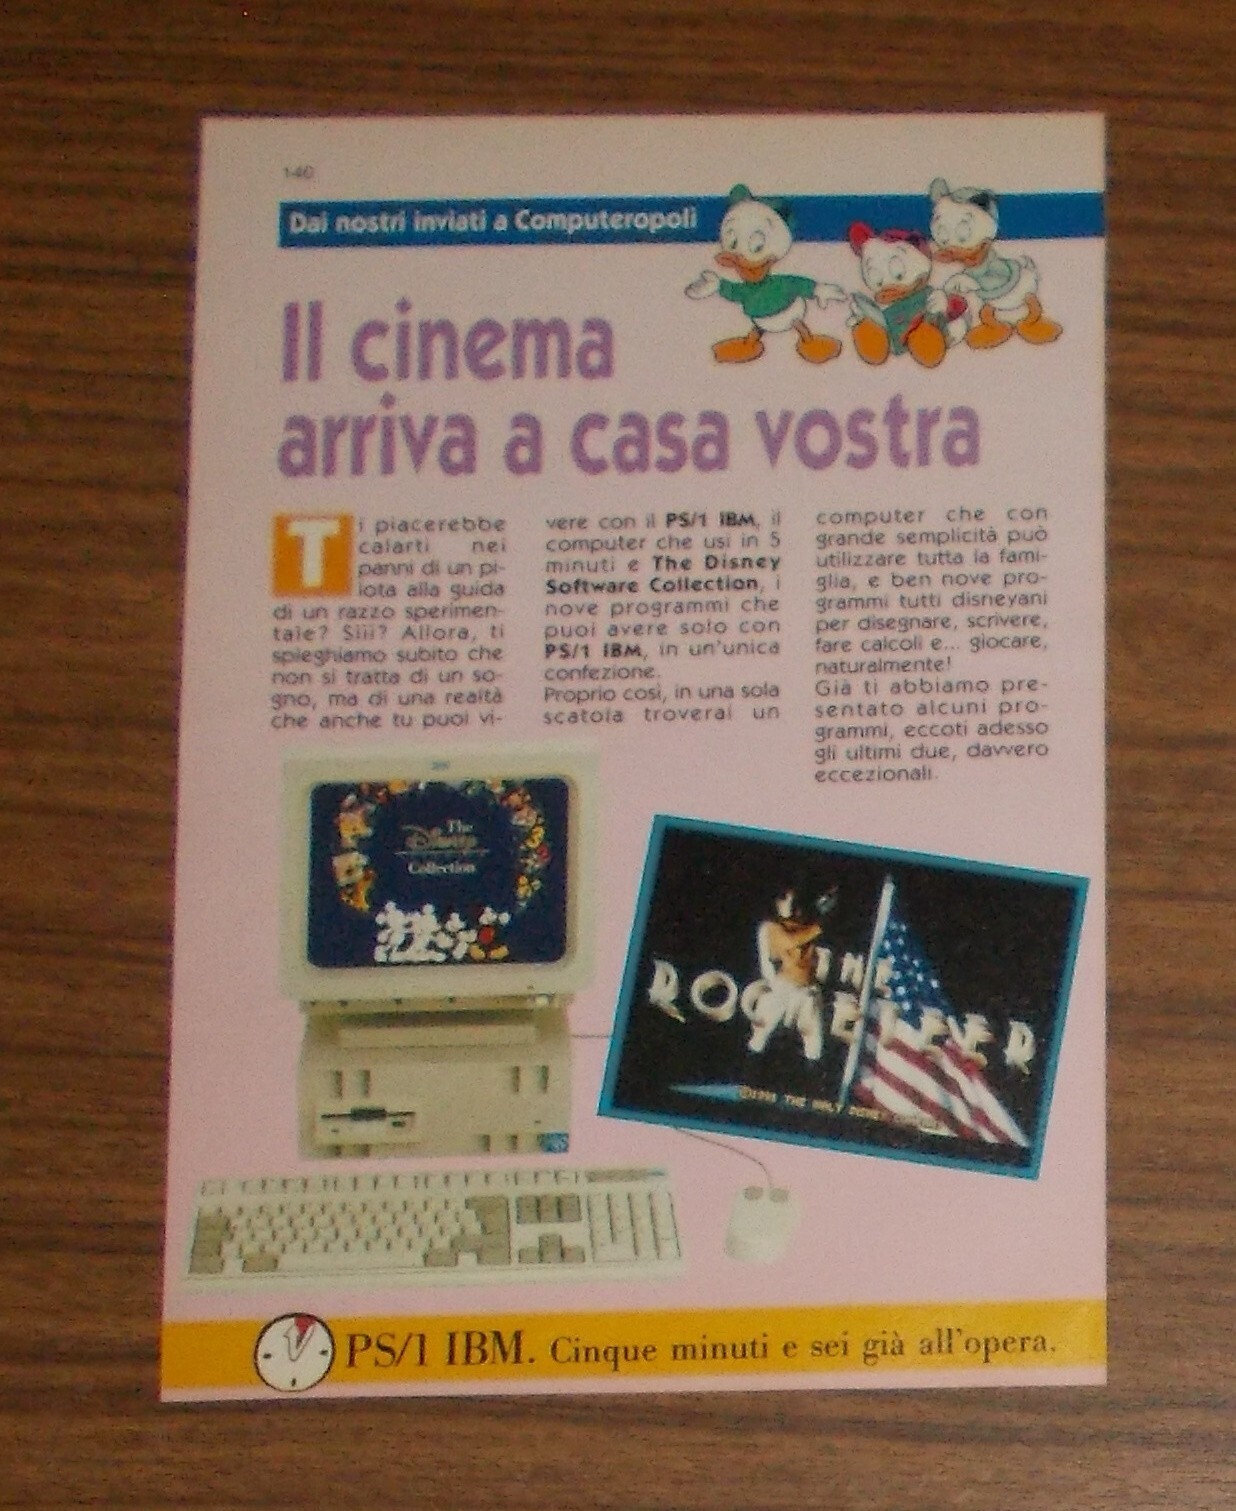 140
Dai nostri inviati a Computeropoli
Il cinema
arriva a casa vostra
Ti piacerebbe
calarti nei
panni di un pi-
lota alla guida
di un razzo sperimen-
tale? Siii? Allora, ti
spieghiamo subito che
non si tratta di un so-
gno, ma di una realtà
che anche tu puoi vi-
vere con il PS/1 IBM, il
computer che usi in 5
minuti e The Disney
Software Collection, i
nove programmi che
puoi avere solo con
PS/1 IBM, in un'unica
confezione.
Proprio così, in una sola
scatola troverai un
computer che con
grande semplicità può
utilizzare tutta la fami-
glia, e ben nove pro-
grammi tutti disneyani
per disegnare, scrivere,
fare calcoli e... giocare,
naturalmente!
Già ti abbiamo pre-
sentato alcuni pro-
grammi, eccoti adesso
gli ultimi due, davvero
eccezionali.
The
Disney
Collection
THE
ROCKETEER
©1991 THE WALT DISNEY COMPANY
PS/1 IBM. Cinque minuti e sei già all'opera.